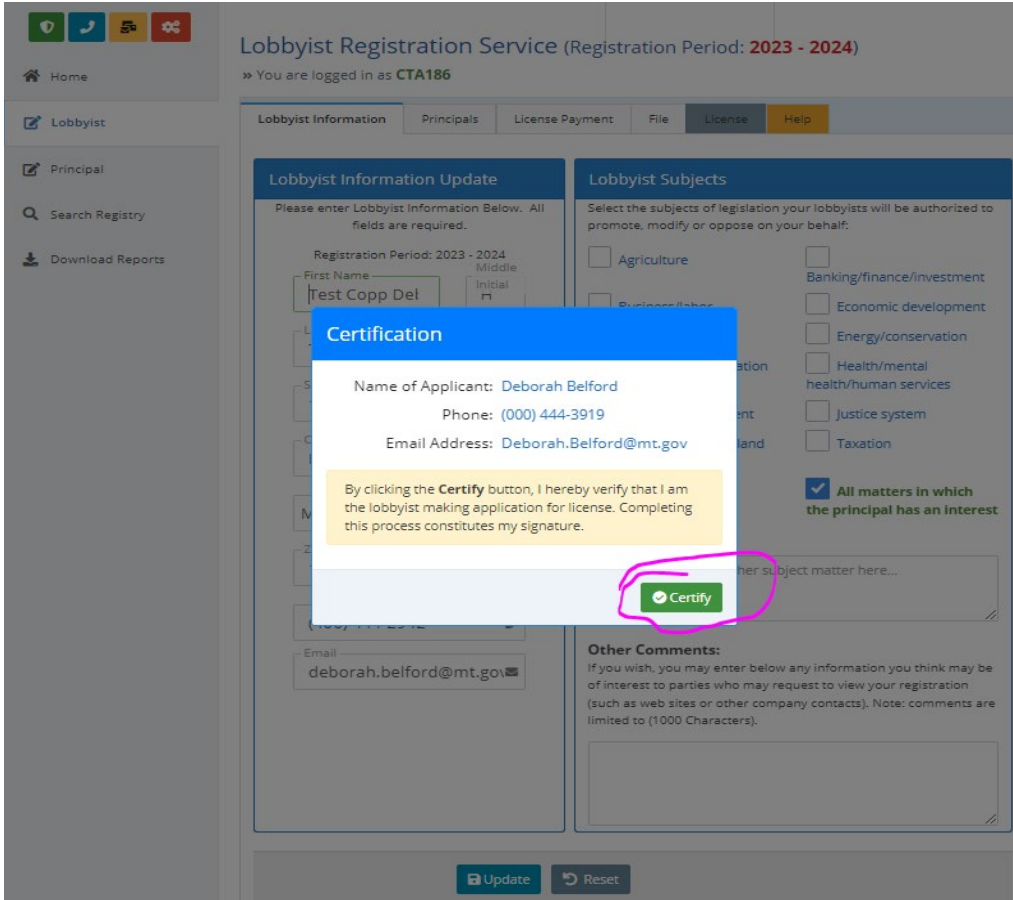 Lobbyist Registration Service (Registration Period: 2023 - 2024)
» You are logged in as CTA186
Home
Lobbyist
Principal
Search Registry
Download Reports
Lobbyist Information
Principals
License Payment
File
License
Help
Lobbyist Information Update
Please enter Lobbyist Information Below. All
fields are required.
Registration Period: 2023 - 2024
First Name
Test Copp Del
Middle
Initial
Certification
Name of Applicant: Deborah Belford
Phone: (000) 444-3919
Email Address: Deborah.Belford@mt.gov
By clicking the Certify button, I hereby verify that I am
the lobbyist making application for license. Completing
this process constitutes my signature.
Certify
Email
deborah.belford@mt.gov
Lobbyist Subjects
Select the subjects of legislation your lobbyists will be authorized to
promote, modify or oppose on your behalf:
Agriculture
Banking/finance/investment
Business/labor
Economic development
Energy/conservation
Health/mental
health/human services
Justice system
land
Taxation
All matters in which
the principal has an interest
subject matter here...
Other Comments:
If you wish, you may enter below any information you think may be
of interest to parties who may request to view your registration
(such as web sites or other company contacts). Note: comments are
limited to (1000 Characters).
Update
Reset